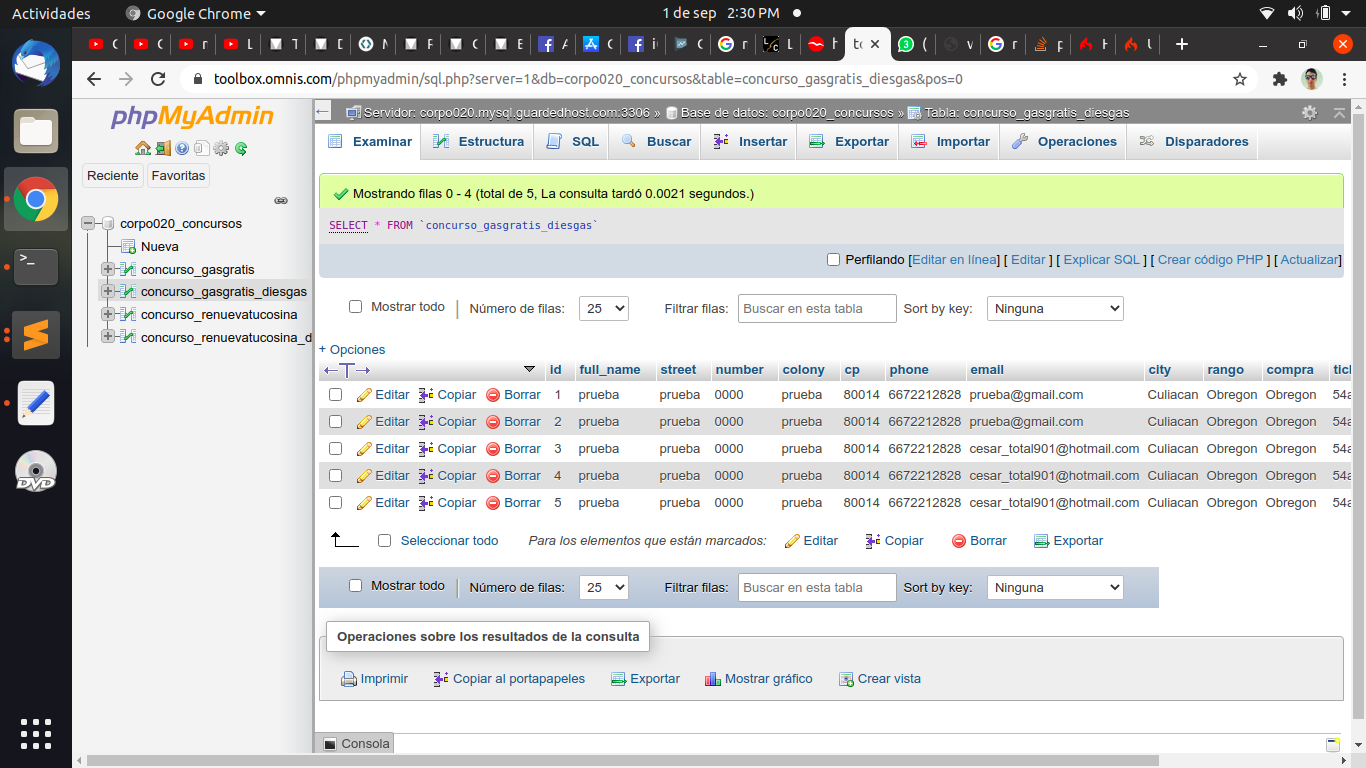 Actividades Google Chrome 1 de sep 2:30 PM
toolbox.omnis.com/phpmyadmin/sql.php?server=1&db=corpo020_concursos&table=concurso_gasgratis_diesgas&pos=0
phpMyAdmin
Reciente Favoritas
corpo020_concursos
Nueva
concurso_gasgratis
concurso_gasgratis_diesgas
concurso_renuevatucosina
concurso_renuevatucosina_d
Servidor: corpo020.mysql.guardedhost.com:3306 » Base de datos: corpo020_concursos » Tabla: concurso_gasgratis_diesgas
Examinar Estructura SQL Buscar Insertar Exportar Importar Operaciones Disparadores
Mostrando filas 0 - 4 (total de 5, La consulta tardó 0.0021 segundos.)
SELECT * FROM `concurso_gasgratis_diesgas`
Perfilando [Editar en línea] [ Editar ] [ Explicar SQL ] [ Crear código PHP ] [ Actualizar]
Mostrar todo Número de filas: 25 Filtrar filas: Buscar en esta tabla Sort by key: Ninguna
+ Opciones
id full_name street number colony cp phone email city rango compra
Editar Copiar Borrar 1 prueba prueba 0000 prueba 80014 6672212828 prueba@gmail.com Culiacan Obregon Obregon 54a
Editar Copiar Borrar 2 prueba prueba 0000 prueba 80014 6672212828 prueba@gmail.com Culiacan Obregon Obregon 54a
Editar Copiar Borrar 3 prueba prueba 0000 prueba 80014 6672212828 cesar_total901@hotmail.com Culiacan Obregon Obregon 54a
Editar Copiar Borrar 4 prueba prueba 0000 prueba 80014 6672212828 cesar_total901@hotmail.com Culiacan Obregon Obregon 54a
Editar Copiar Borrar 5 prueba prueba 0000 prueba 80014 6672212828 cesar_total901@hotmail.com Culiacan Obregon Obregon 54a
Seleccionar todo Para los elementos que están marcados: Editar Copiar Borrar Exportar
Mostrar todo Número de filas: 25 Filtrar filas: Buscar en esta tabla Sort by key: Ninguna
Operaciones sobre los resultados de la consulta
Imprimir Copiar al portapapeles Exportar Mostrar gráfico Crear vista
Consola
DVD